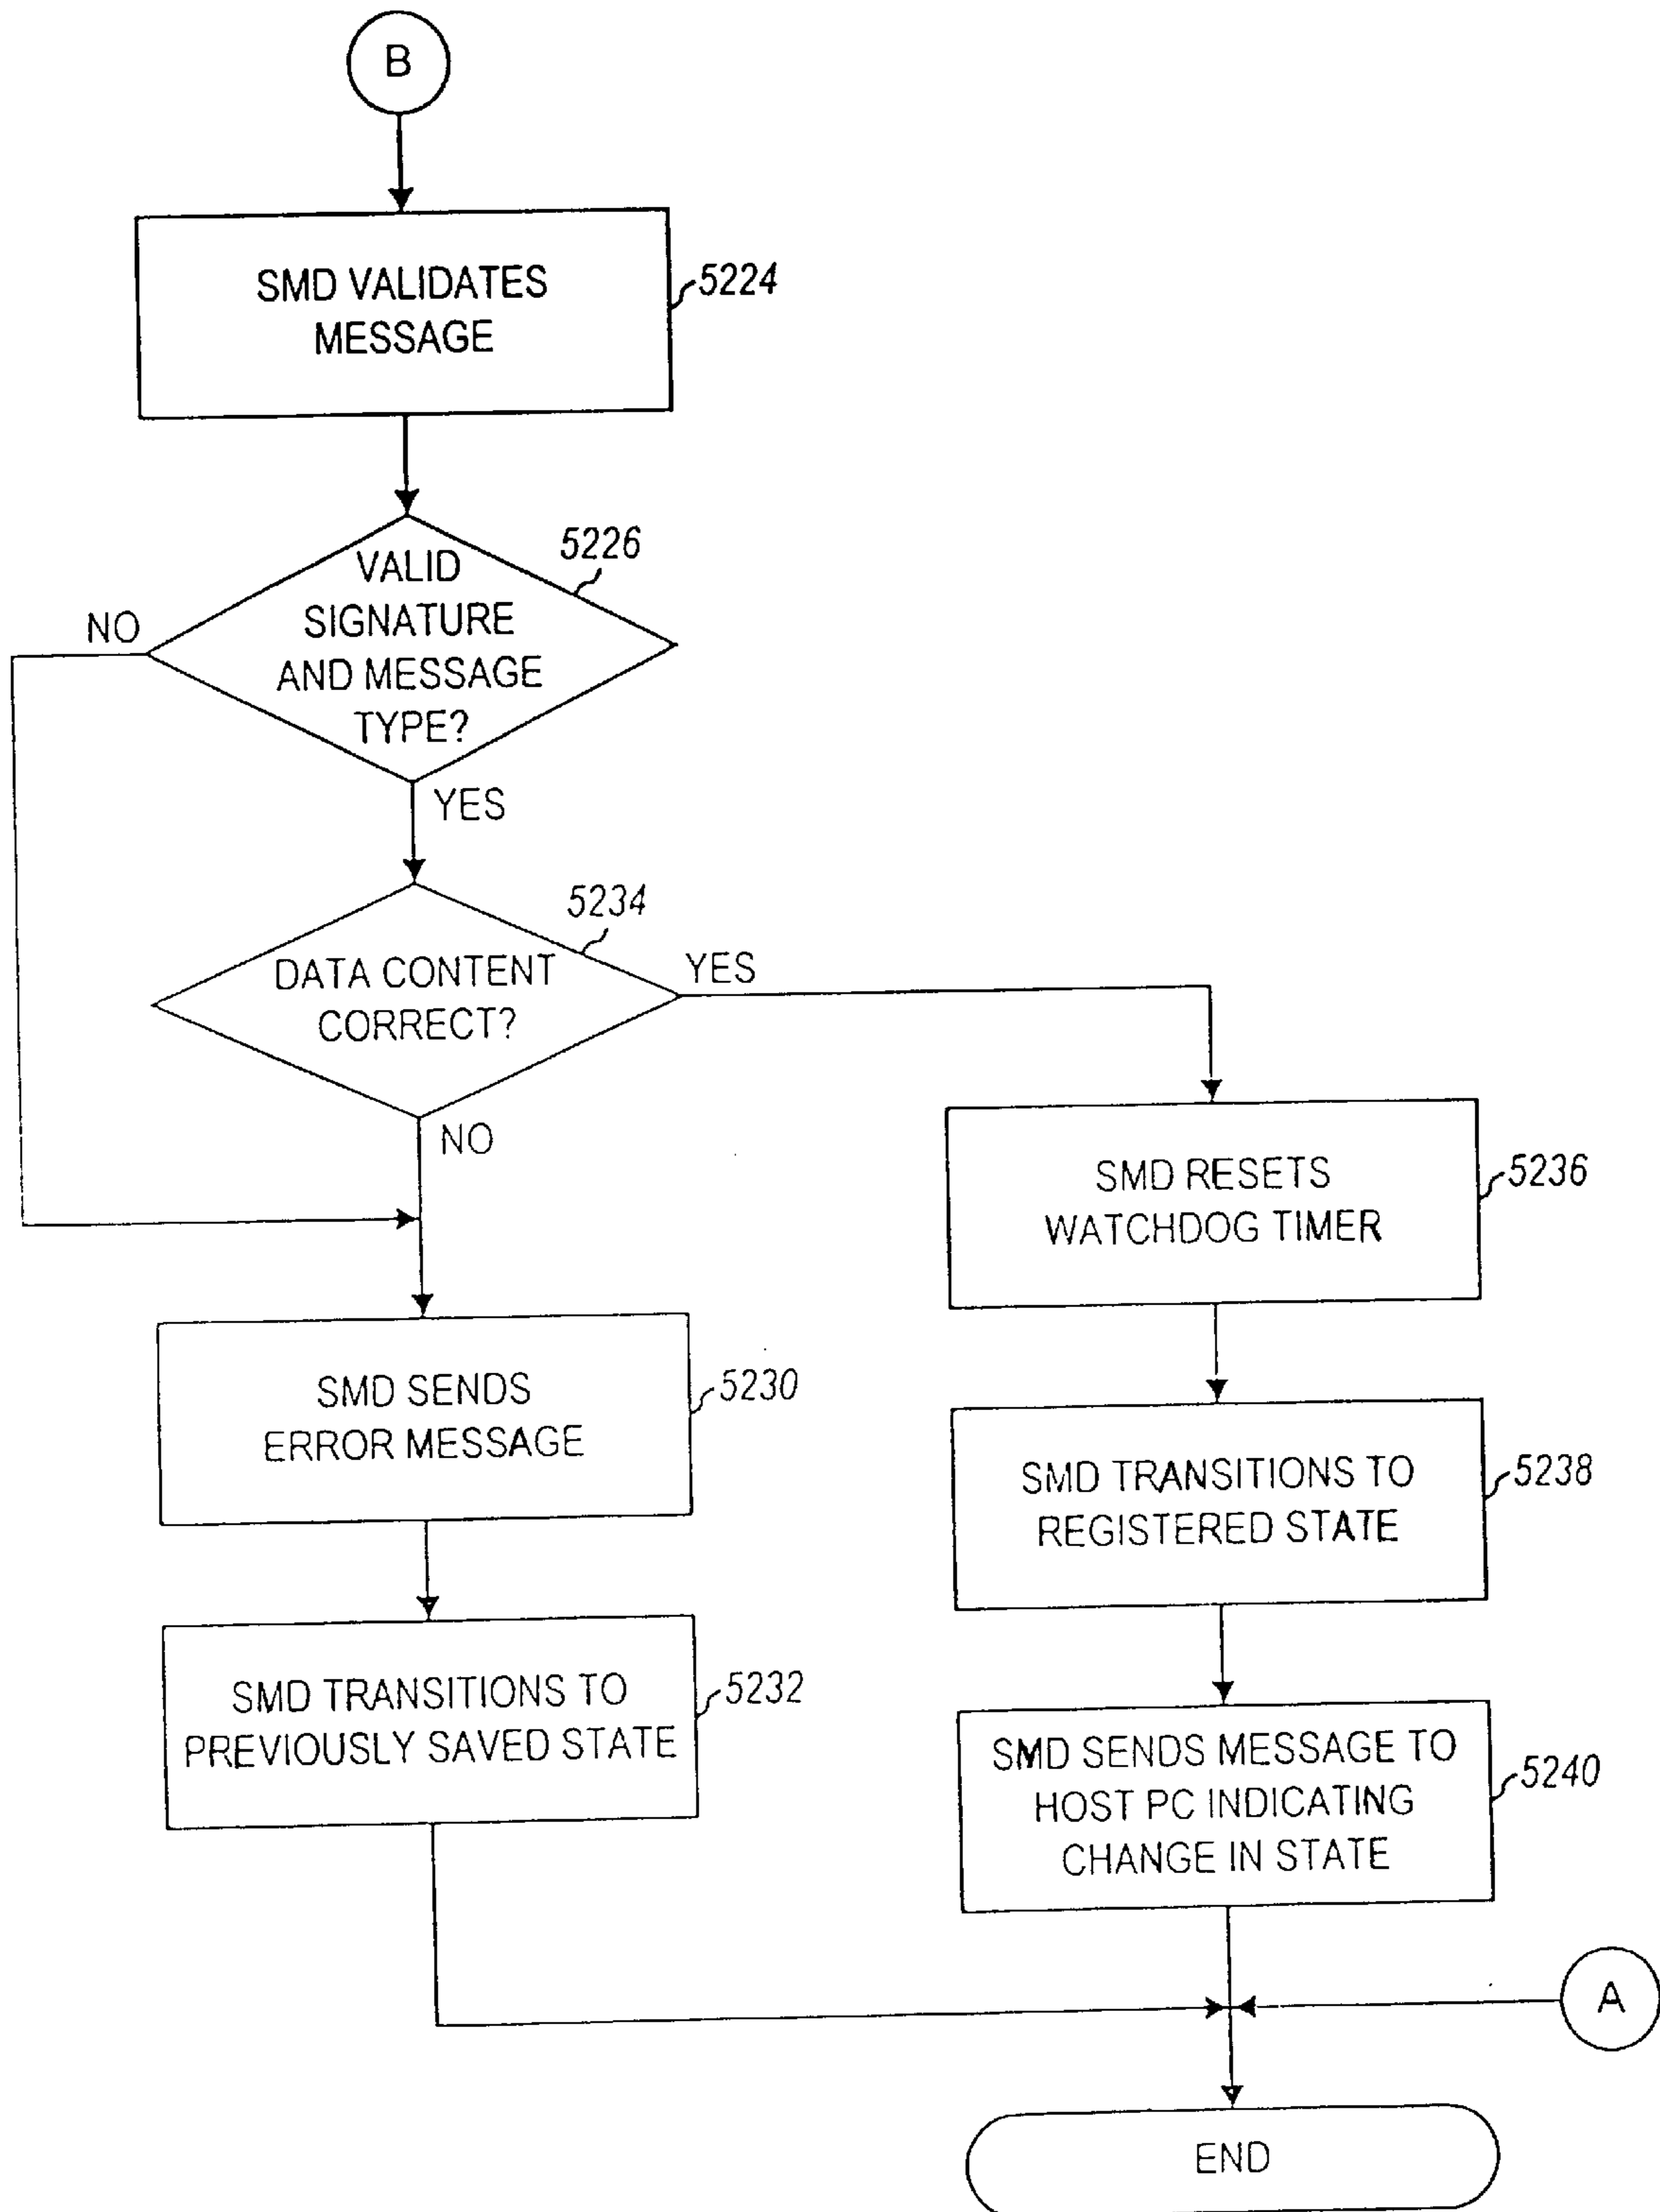 B
SMD VALIDATES
MESSAGE
5224
5226
VALID
SIGNATURE
AND MESSAGE
TYPE?
NO
YES
5234
DATA CONTENT
CORRECT?
YES
NO
SMD RESETS
WATCHDOG TIMER
5236
SMD SENDS
ERROR MESSAGE
5230
SMD TRANSITIONS TO
REGISTERED STATE
5238
SMD TRANSITIONS TO
PREVIOUSLY SAVED STATE
5232
SMD SENDS MESSAGE TO
HOST PC INDICATING
CHANGE IN STATE
5240
A
END